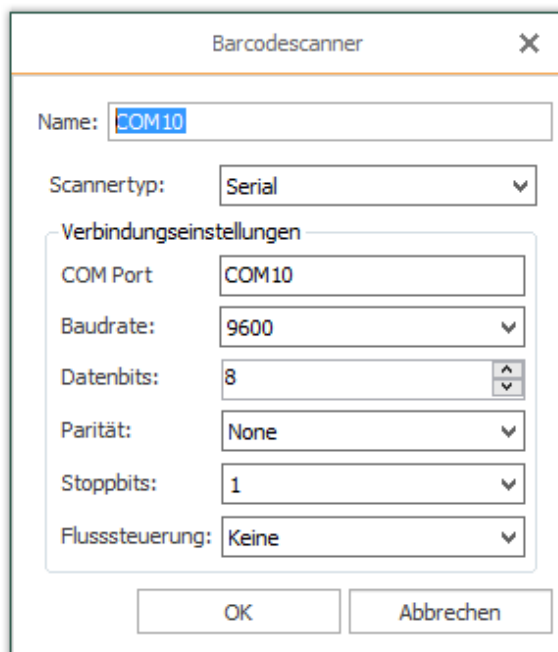 Barcodescanner
Name: COM10
Scannertyp: Serial
Verbindungseinstellungen
COM Port COM10
Baudrate: 9600
Datenbits: 8
Parität: None
Stoppbits: 1
Flusssteuerung: Keine
OK Abbrechen